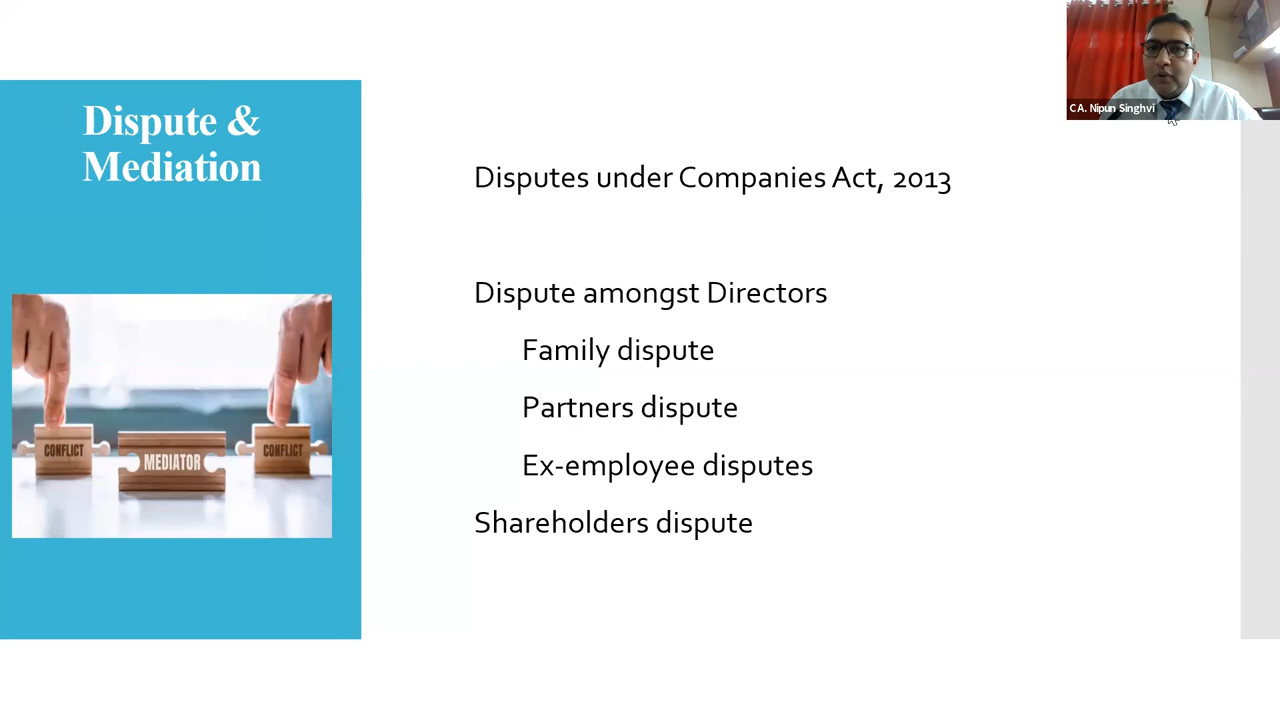 Dispute &
Mediation
CONFLICT
MEDIATOR
CONFLICT
Disputes under Companies Act, 2013
Dispute amongst Directors
Family dispute
Partners dispute
Ex-employee disputes
Shareholders dispute
CA. Nipun Singhvi